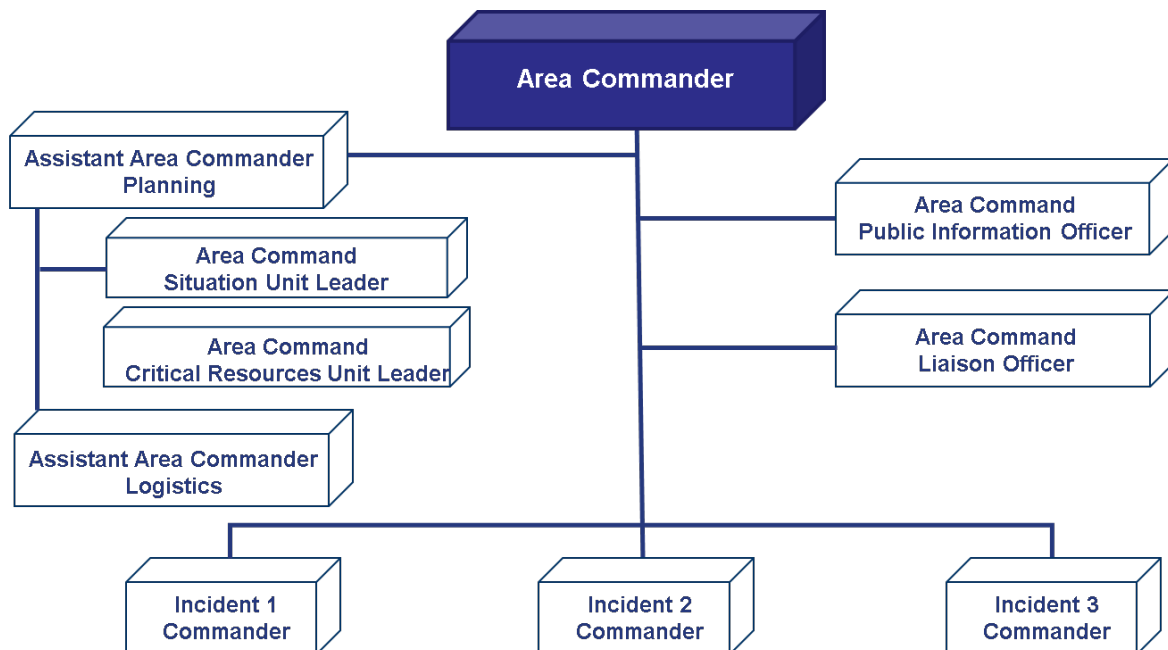 Area Commander
Assistant Area Commander
Planning
Area Command
Public Information Officer
Area Command
Situation Unit Leader
Area Command
Critical Resources Unit Leader
Area Command
Liaison Officer
Assistant Area Commander
Logistics
Incident 1
Commander
Incident 2
Commander
Incident 3
Commander